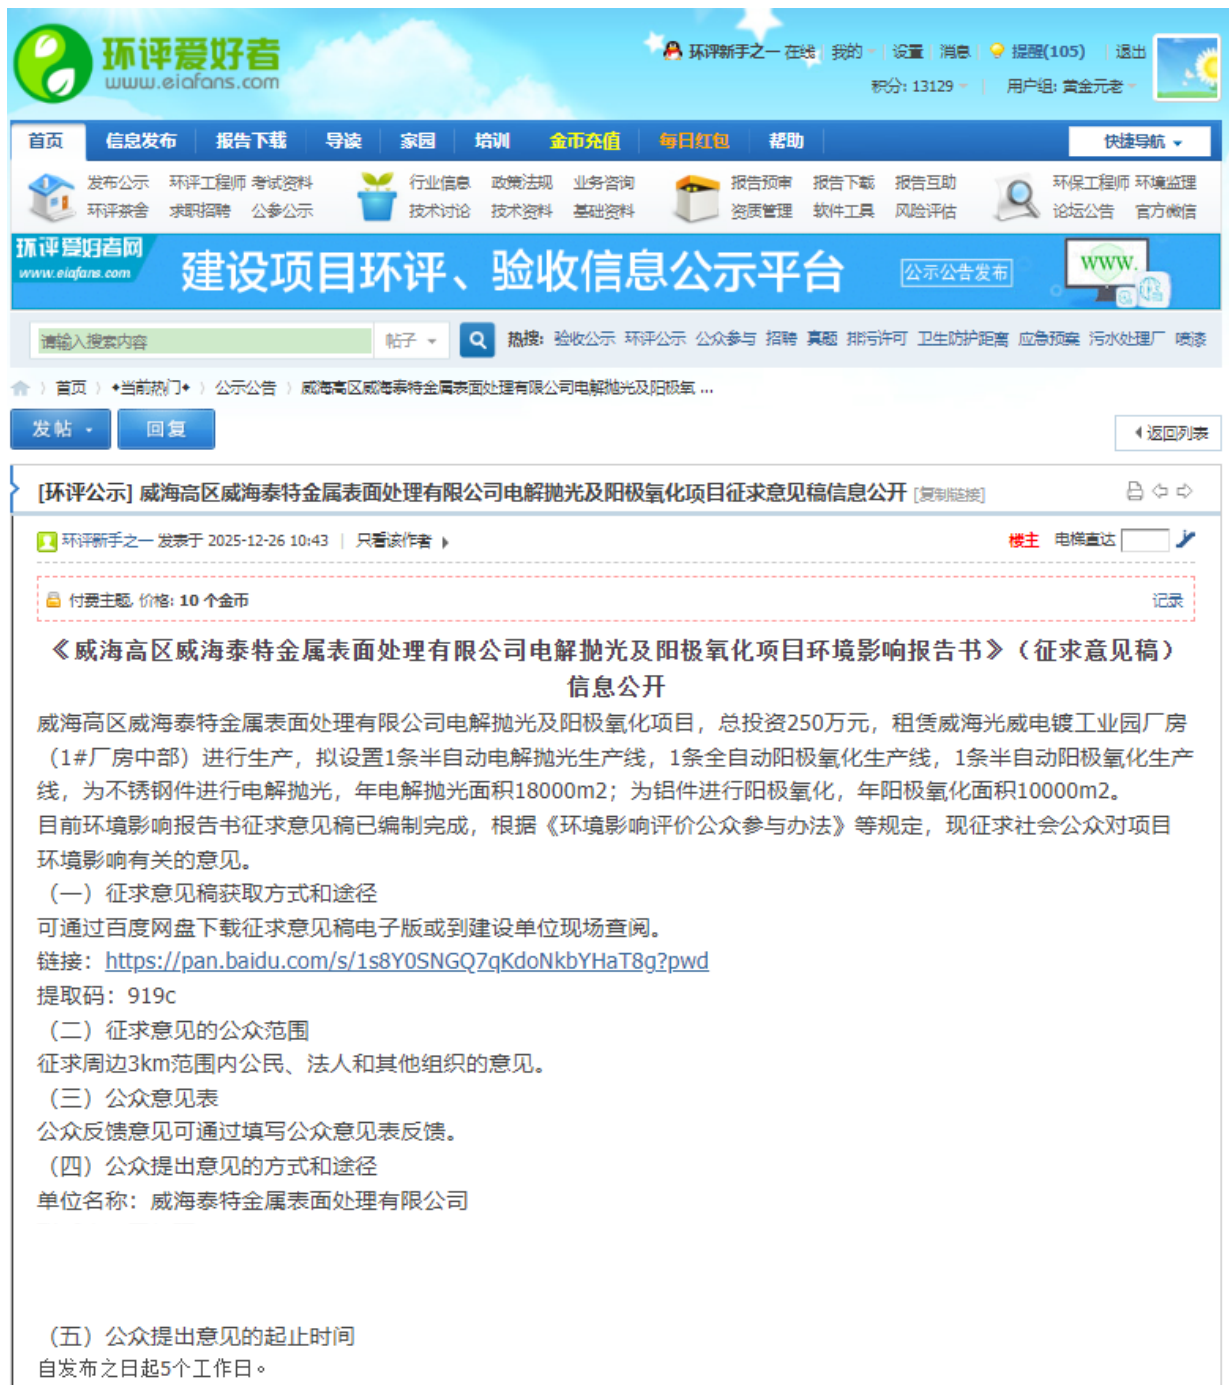 环评爱好者
www.eiafans.com
环评新手之一 在线 我的 设置 消息 提醒(105) 退出
积分: 13129 用户组: 黄金元老
首页 信息发布 报告下载 导读 家园 培训 金币充值 每日红包 帮助 快捷导航
发布公示 环评工程师 考试资料 行业信息 政策法规 业务咨询 报告预审 报告下载 报告互助 环保工程师 环境监理
环评茶舍 求职招聘 公参公示 技术讨论 技术资料 基础资料 资质管理 软件工具 风险评估 论坛公告 官方微信
环评爱好者网
www.eiafans.com
建设项目环评、验收信息公示平台
公示公告发布
WWW.
请输入搜索内容 帖子 热搜: 验收公示 环评公示 公众参与 招聘 真题 排污许可 卫生防护距离 应急预案 污水处理厂 喷漆
首页 〉 ◆当前热门◆ 〉 公示公告 〉 威海高区威海泰特金属表面处理有限公司电解抛光及阳极氧 ...
发帖 回复 返回列表
[环评公示] 威海高区威海泰特金属表面处理有限公司电解抛光及阳极氧化项目征求意见稿信息公开 [复制链接]
环评新手之一 发表于 2025-12-26 10:43 | 只看该作者 楼主 电梯直达
付费主题, 价格: 10 个金币 记录
《威海高区威海泰特金属表面处理有限公司电解抛光及阳极氧化项目环境影响报告书》（征求意见稿）
信息公开
威海高区威海泰特金属表面处理有限公司电解抛光及阳极氧化项目，总投资250万元，租赁威海光威电镀工业园厂房
（1#厂房中部）进行生产，拟设置1条半自动电解抛光生产线，1条全自动阳极氧化生产线，1条半自动阳极氧化生产
线，为不锈钢件进行电解抛光，年电解抛光面积18000m2；为铝件进行阳极氧化，年阳极氧化面积10000m2。
目前环境影响报告书征求意见稿已编制完成，根据《环境影响评价公众参与办法》等规定，现征求社会公众对项目
环境影响有关的意见。
（一）征求意见稿获取方式和途径
可通过百度网盘下载征求意见稿电子版或到建设单位现场查阅。
链接：https://pan.baidu.com/s/1s8Y0SNGQ7qKdoNkbYHaT8g?pwd
提取码：919c
（二）征求意见的公众范围
征求周边3km范围内公民、法人和其他组织的意见。
（三）公众意见表
公众反馈意见可通过填写公众意见表反馈。
（四）公众提出意见的方式和途径
单位名称：威海泰特金属表面处理有限公司
（五）公众提出意见的起止时间
自发布之日起5个工作日。